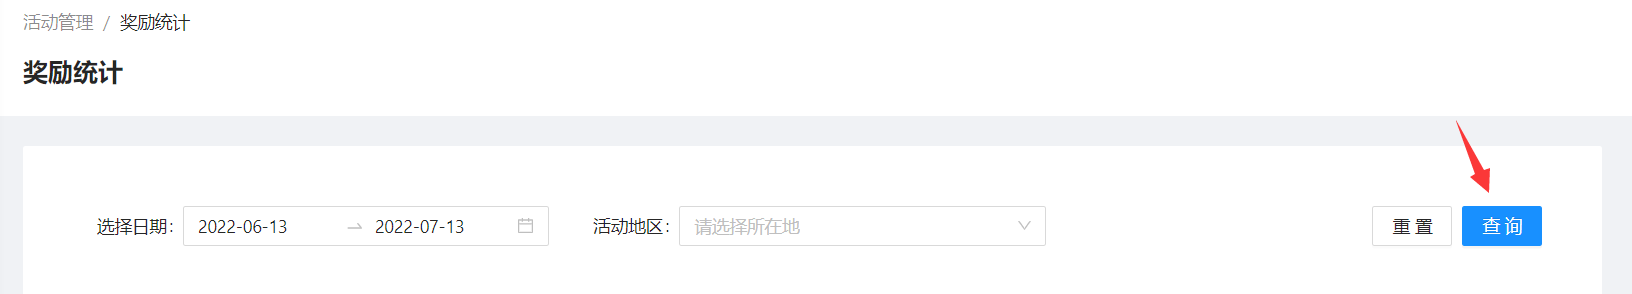 活动管理 / 奖励统计
奖励统计
选择日期: 2022-06-13 → 2022-07-13 活动地区: 请选择所在地 重置 查询